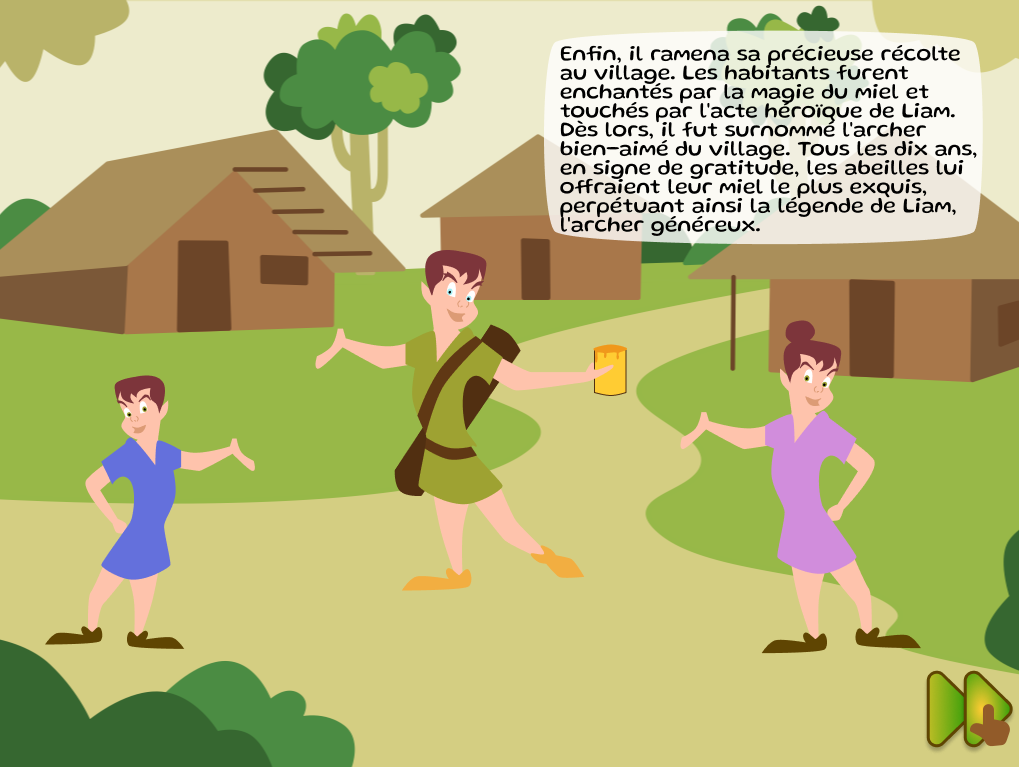 Enfin, il ramena sa précieuse récolte
au village. Les habitants furent
enchantés par la magie du miel et
touchés par l'acte héroïque de Liam.
Dès lors, il fut surnommé l'archer
bien-aimé du village. Tous les dix ans,
en signe de gratitude, les abeilles lui
offraient leur miel le plus exquis,
perpétuant ainsi la légende de Liam,
l'archer généreux.